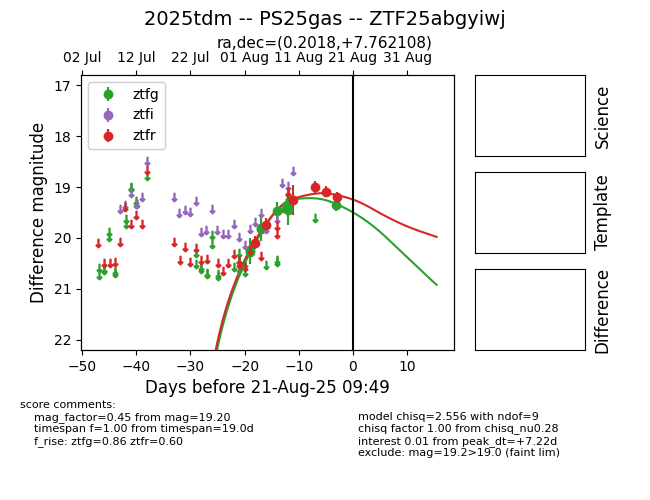 2025tdm -- PS25gas -- ZTF25abgyiwj
ra,dec=(0.2018,+7.762108)
02 Jul 12 Jul 22 Jul 01 Aug 11 Aug 21 Aug 31 Aug
ztfg
ztfi
ztfr
17
18
19
20
21
22
Difference magnitude
−50 −40 −30 −20 −10 0 10
Days before 21-Aug-25 09:49
Science
Template
Difference
score comments:
mag_factor=0.45 from mag=19.20
timespan f=1.00 from timespan=19.0d
f_rise: ztfg=0.86 ztfr=0.60
model chisq=2.556 with ndof=9
chisq factor 1.00 from chisq_nu0.28
interest 0.01 from peak_dt=+7.22d
exclude: mag=19.2>19.0 (faint lim)